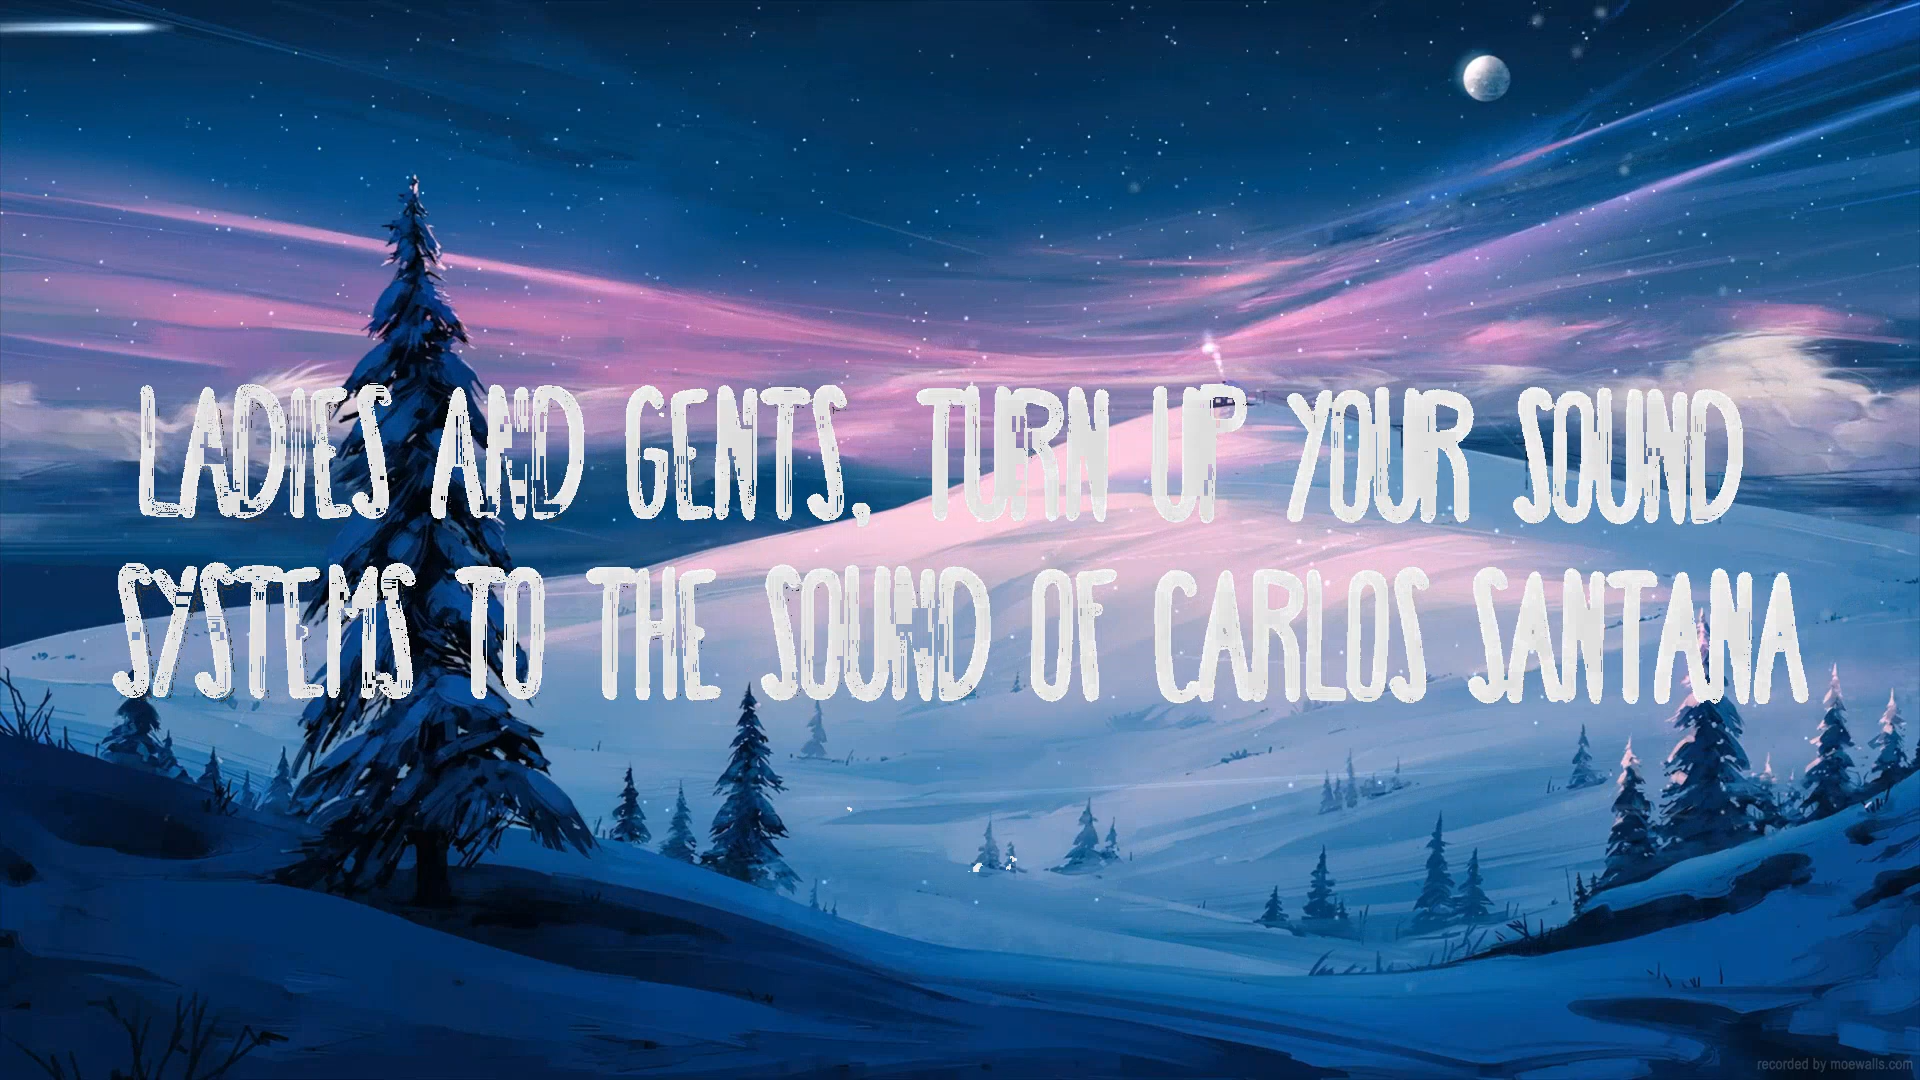 LADIES AND GENTS, TURN UP YOUR SOUND
SYSTEMS TO THE SOUND OF CARLOS SANTANA
recorded by moewalls.com